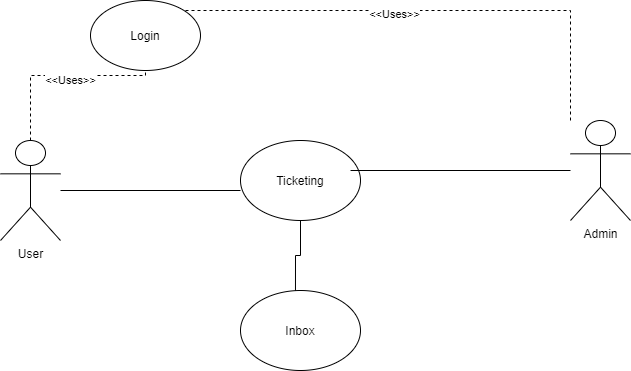 <<Uses>>
Login
<<Uses>>
Ticketing
User
Admin
Inbox